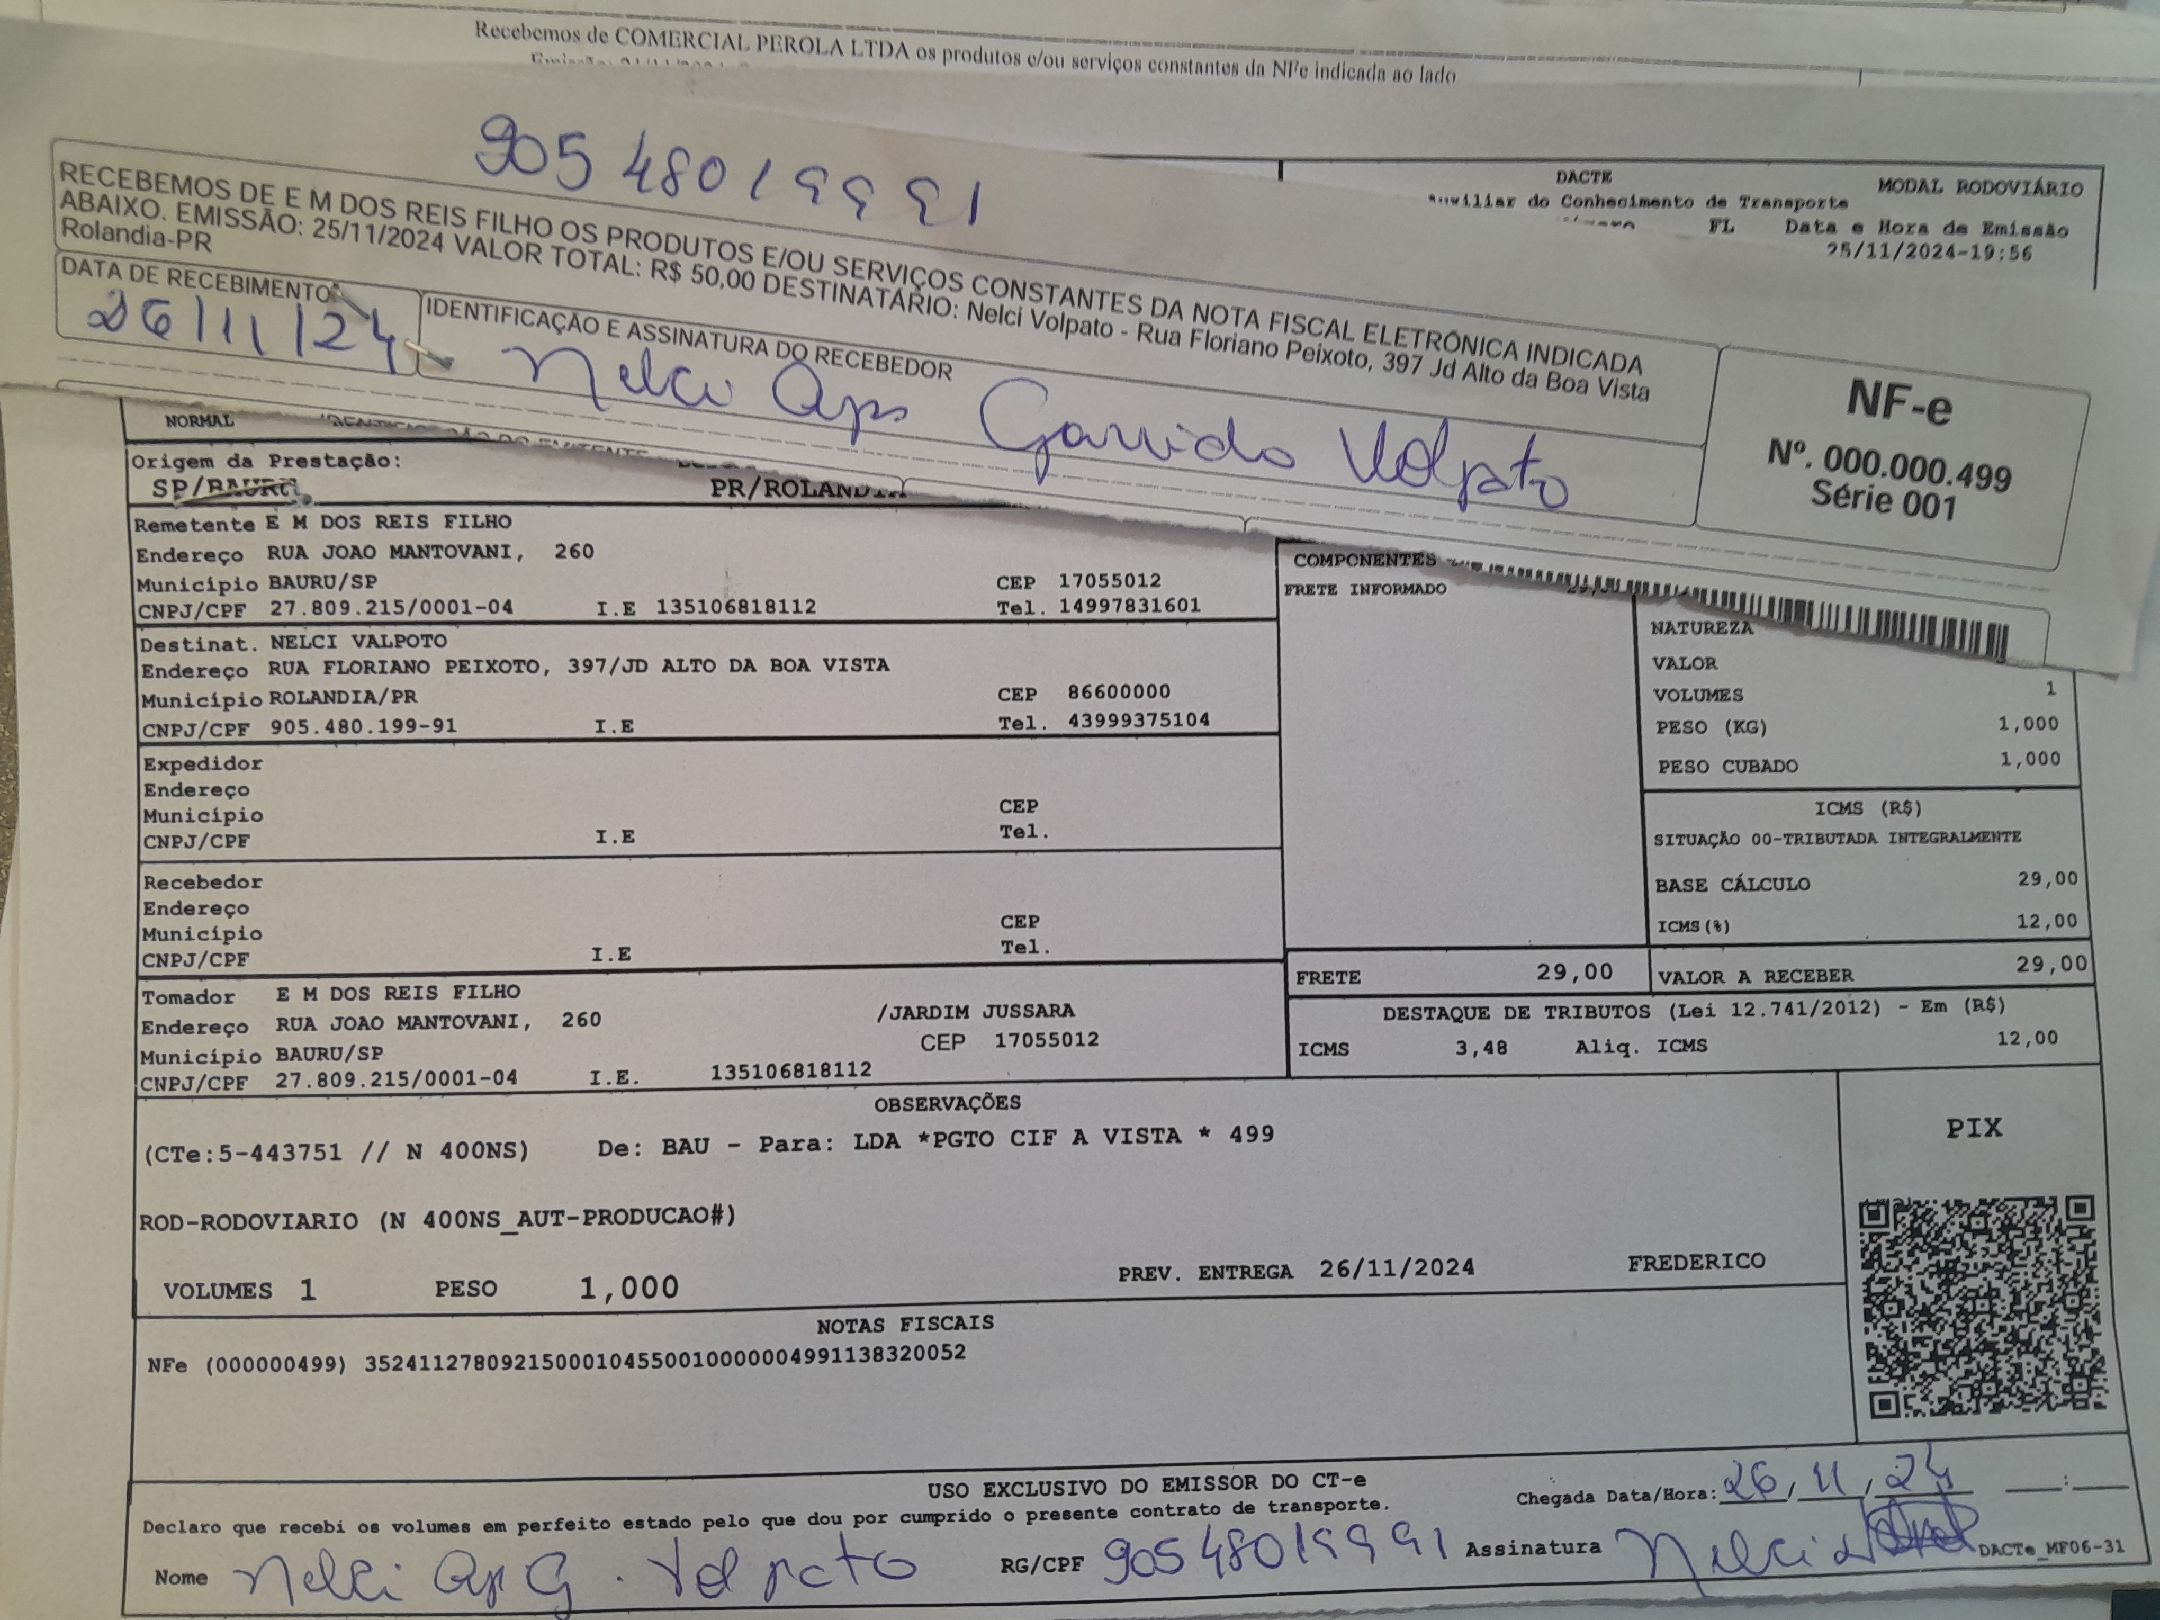 Recebemos de COMERCIAL PEROLA LTDA os produtos e/ou serviços constantes da NFe indicada ao lado
90548019991
RECEBEMOS DE E M DOS REIS FILHO OS PRODUTOS E/OU SERVIÇOS CONSTANTES DA NOTA FISCAL ELETRÔNICA INDICADA
ABAIXO. EMISSÃO: 25/11/2024 VALOR TOTAL: R$ 50,00 DESTINATÁRIO: Nelci Volpato - Rua Floriano Peixoto, 397 Jd Alto da Boa Vista
Rolandia-PR
DATA DE RECEBIMENTO
26/11/24
IDENTIFICAÇÃO E ASSINATURA DO RECEBEDOR
Nelci Ap Garrido Volpato
NF-e
Nº. 000.000.499
Série 001
DACTE
Auxiliar do Conhecimento de Transporte
MODAL RODOVIÁRIO
FL Data e Hora de Emissão
25/11/2024-19:56
NORMAL
Origem da Prestação:
SP/BAURU
PR/ROLANDIA
Remetente E M DOS REIS FILHO
Endereço RUA JOAO MANTOVANI, 260
Município BAURU/SP CEP 17055012
CNPJ/CPF 27.809.215/0001-04 I.E 135106818112 Tel. 14997831601
Destinat. NELCI VALPOTO
Endereço RUA FLORIANO PEIXOTO, 397/JD ALTO DA BOA VISTA
Município ROLANDIA/PR CEP 86600000
CNPJ/CPF 905.480.199-91 I.E Tel. 43999375104
Expedidor
Endereço
Município CEP
CNPJ/CPF I.E Tel.
Recebedor
Endereço
Município CEP
CNPJ/CPF I.E Tel.
Tomador E M DOS REIS FILHO
Endereço RUA JOAO MANTOVANI, 260 /JARDIM JUSSARA
Município BAURU/SP CEP 17055012
CNPJ/CPF 27.809.215/0001-04 I.E. 135106818112
COMPONENTES
FRETE INFORMADO
NATUREZA
VALOR
VOLUMES 1
PESO (KG) 1,000
PESO CUBADO 1,000
ICMS (R$)
SITUAÇÃO 00-TRIBUTADA INTEGRALMENTE
BASE CÁLCULO 29,00
ICMS(%) 12,00
FRETE 29,00 VALOR A RECEBER 29,00
DESTAQUE DE TRIBUTOS (Lei 12.741/2012) - Em (R$)
ICMS 3,48 Aliq. ICMS 12,00
OBSERVAÇÕES
(CTe:5-443751 // N 400NS) De: BAU - Para: LDA *PGTO CIF A VISTA * 499
ROD-RODOVIARIO (N 400NS_AUT-PRODUCAO#)
VOLUMES 1 PESO 1,000 PREV. ENTREGA 26/11/2024 FREDERICO
PIX
NOTAS FISCAIS
NFe (000000499) 35241127809215000104550010000004991138320052
USO EXCLUSIVO DO EMISSOR DO CT-e
Declaro que recebi os volumes em perfeito estado pelo que dou por cumprido o presente contrato de transporte.
Chegada Data/Hora: 26/11/24 :
Nome Nelci Ap G. Volpato RG/CPF 90548019991 Assinatura Nelci
DACTe_MF06-31